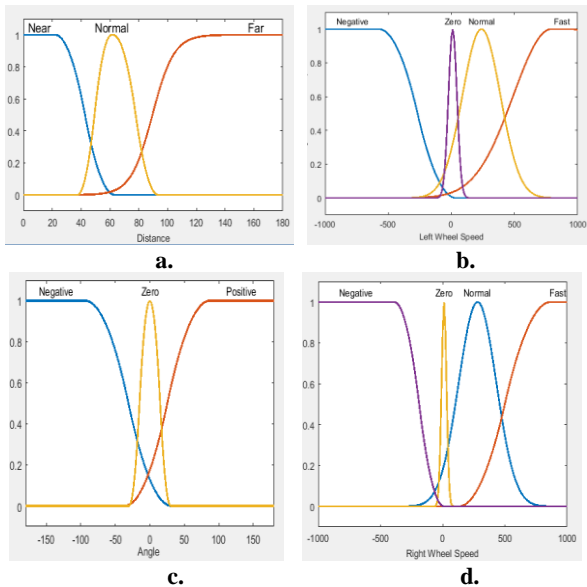 Near Normal Far
1
0.8
0.6
0.4
0.2
0
0 20 40 60 80 100 120 140 160 180
Distance
a.
Negative Zero Normal Fast
1
0.8
0.6
0.4
0.2
0
-1000 -500 0 500 1000
Left Wheel Speed
b.
Negative Zero Positive
1
0.8
0.6
0.4
0.2
0
-150 -100 -50 0 50 100 150
Angle
c.
Negative Zero Normal Fast
1
0.8
0.6
0.4
0.2
0
-1000 -500 0 500 1000
Right Wheel Speed
d.